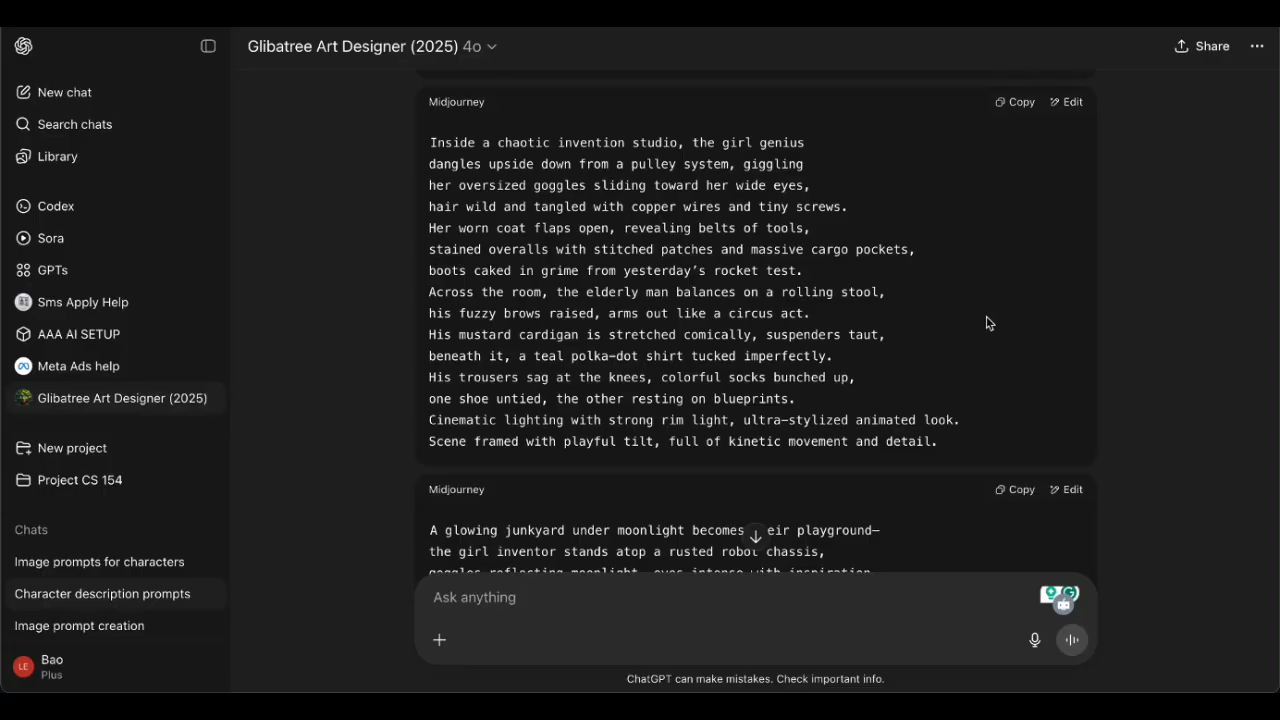 Glibatree Art Designer (2025) 4o
Share
New chat
Search chats
Library
Codex
Sora
GPTs
Sms Apply Help
AAA AI SETUP
Meta Ads help
Glibatree Art Designer (2025)
New project
Project CS 154
Chats
Image prompts for characters
Character description prompts
Image prompt creation
LE
Bao
Plus
Midjourney
Copy
Edit
Inside a chaotic invention studio, the girl genius
dangles upside down from a pulley system, giggling
her oversized goggles sliding toward her wide eyes,
hair wild and tangled with copper wires and tiny screws.
Her worn coat flaps open, revealing belts of tools,
stained overalls with stitched patches and massive cargo pockets,
boots caked in grime from yesterday’s rocket test.
Across the room, the elderly man balances on a rolling stool,
his fuzzy brows raised, arms out like a circus act.
His mustard cardigan is stretched comically, suspenders taut,
beneath it, a teal polka-dot shirt tucked imperfectly.
His trousers sag at the knees, colorful socks bunched up,
one shoe untied, the other resting on blueprints.
Cinematic lighting with strong rim light, ultra-stylized animated look.
Scene framed with playful tilt, full of kinetic movement and detail.
Midjourney
Copy
Edit
A glowing junkyard under moonlight becomes eir playground—
the girl inventor stands atop a rusted robot chassis,
goggles reflecting moonlight, eyes intense with inspiration
Ask anything
ChatGPT can make mistakes. Check important info.